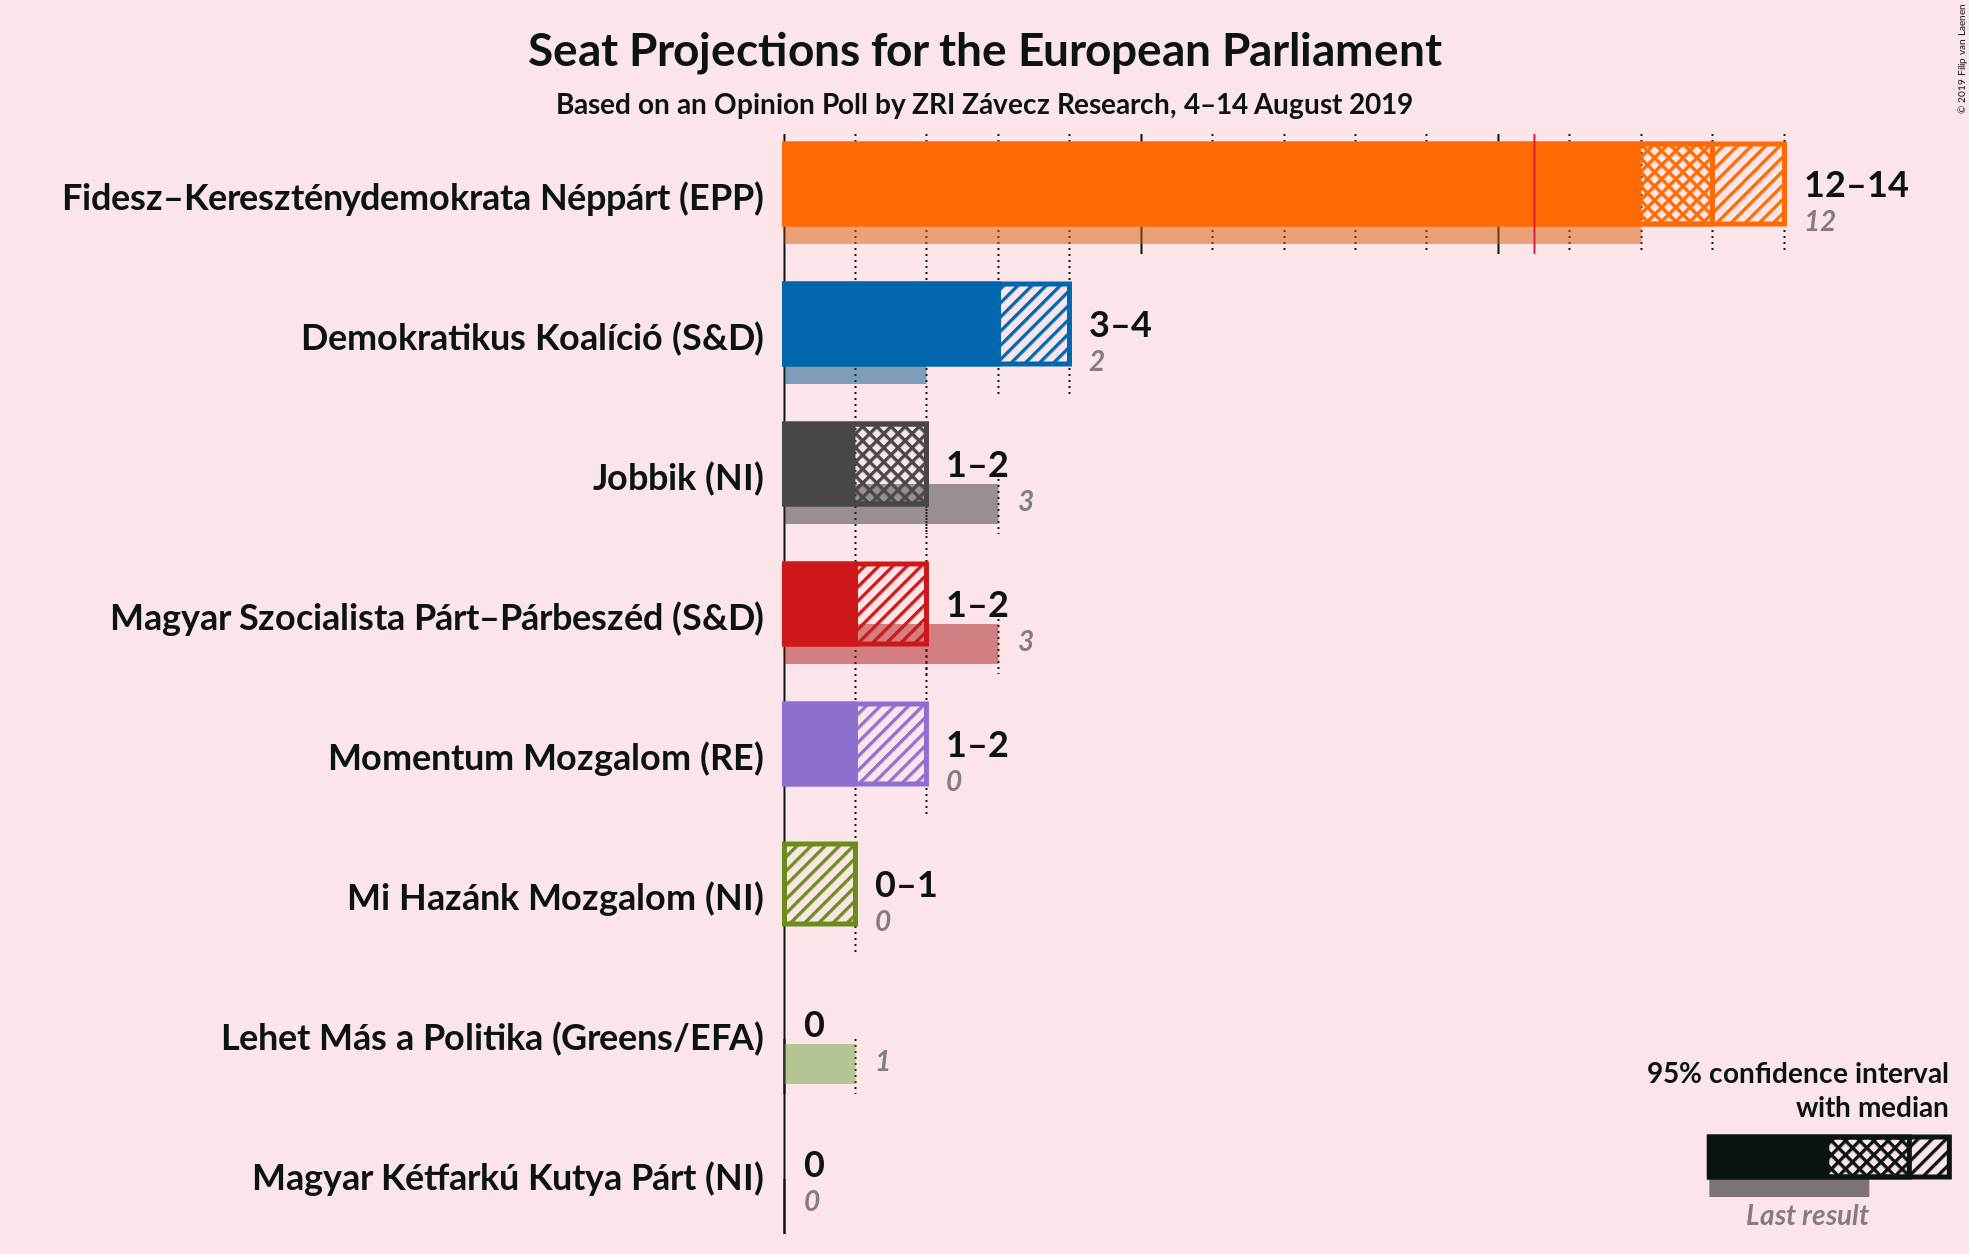 Seat Projections for the European Parliament
Based on an Opinion Poll by ZRI Závecz Research, 4–14 August 2019
© 2019 Filip van Laenen
Fidesz–Kereszténydemokrata Néppárt (EPP)
12–14
12
Demokratikus Koalíció (S&D)
3–4
2
Jobbik (NI)
1–2
3
Magyar Szocialista Párt–Párbeszéd (S&D)
1–2
3
Momentum Mozgalom (RE)
1–2
0
Mi Hazánk Mozgalom (NI)
0–1
0
Lehet Más a Politika (Greens/EFA)
0
1
Magyar Kétfarkú Kutya Párt (NI)
0
0
95% confidence interval
with median
Last result